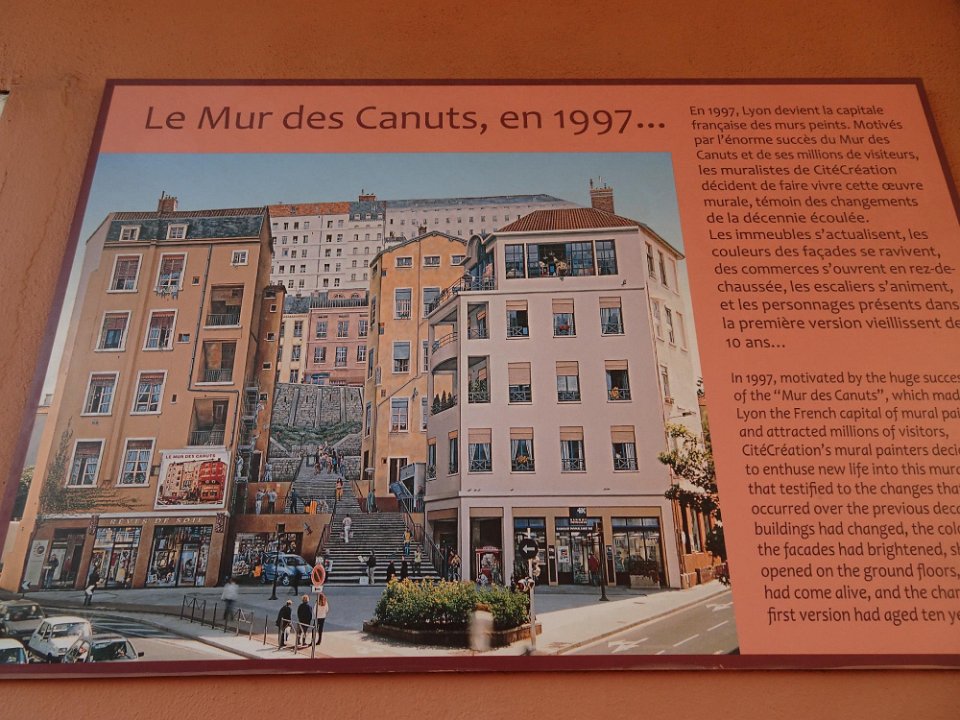 Le Mur des Canuts, en 1997...
En 1997, Lyon devient la capitale
française des murs peints. Motivés
par l'énorme succès du Mur des
Canuts et de ses millions de visiteurs,
les muralistes de CitéCréation
décident de faire vivre cette œuvre
murale, témoin des changements
de la décennie écoulée.
Les immeubles s'actualisent, les
couleurs des façades se ravivent,
des commerces s'ouvrent en rez-de-
chaussée, les escaliers s'animent,
et les personnages présents dans
la première version vieillissent de
10 ans...
In 1997, motivated by the huge succes
of the "Mur des Canuts", which mad
Lyon the French capital of mural pai
and attracted millions of visitors,
CitéCréation's mural painters decid
to enthuse new life into this mura
that testified to the changes that
occurred over the previous deca
buildings had changed, the colo
the facades had brightened, sh
opened on the ground floors,
had come alive, and the char
first version had aged ten ye
LE MUR DES CANUTS
RÊVES DE SOIE